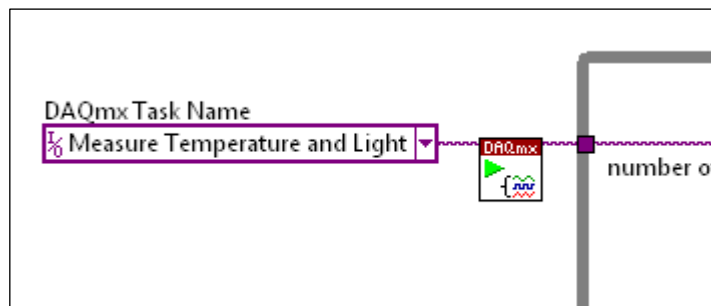 DAQmx Task Name
I/O Measure Temperature and Light
DAQmx
number o